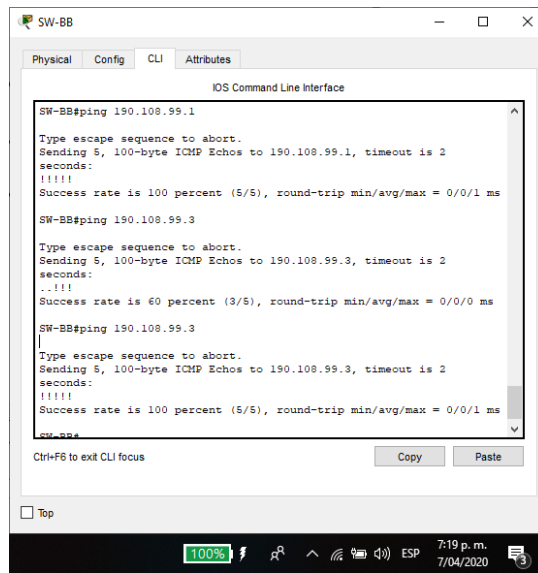 SW-BB
Physical Config CLI Attributes
IOS Command Line Interface
SW-BB#ping 190.108.99.1
Type escape sequence to abort.
Sending 5, 100-byte ICMP Echos to 190.108.99.1, timeout is 2
seconds:
!!!!!
Success rate is 100 percent (5/5), round-trip min/avg/max = 0/0/1 ms
SW-BB#ping 190.108.99.3
Type escape sequence to abort.
Sending 5, 100-byte ICMP Echos to 190.108.99.3, timeout is 2
seconds:
..!!!
Success rate is 60 percent (3/5), round-trip min/avg/max = 0/0/0 ms
SW-BB#ping 190.108.99.3
Type escape sequence to abort.
Sending 5, 100-byte ICMP Echos to 190.108.99.3, timeout is 2
seconds:
!!!!!
Success rate is 100 percent (5/5), round-trip min/avg/max = 0/0/1 ms
SW-BB#
Ctrl+F6 to exit CLI focus
Copy Paste
Top
100% ESP 7:19 p. m.
7/04/2020 3